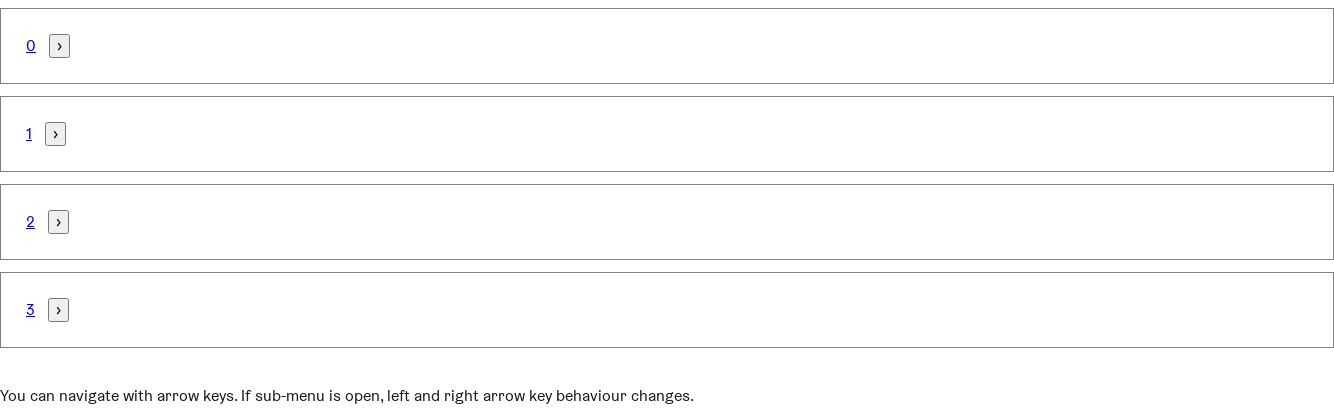 0 ›
1 ›
2 ›
3 ›
You can navigate with arrow keys. If sub-menu is open, left and right arrow key behaviour changes.